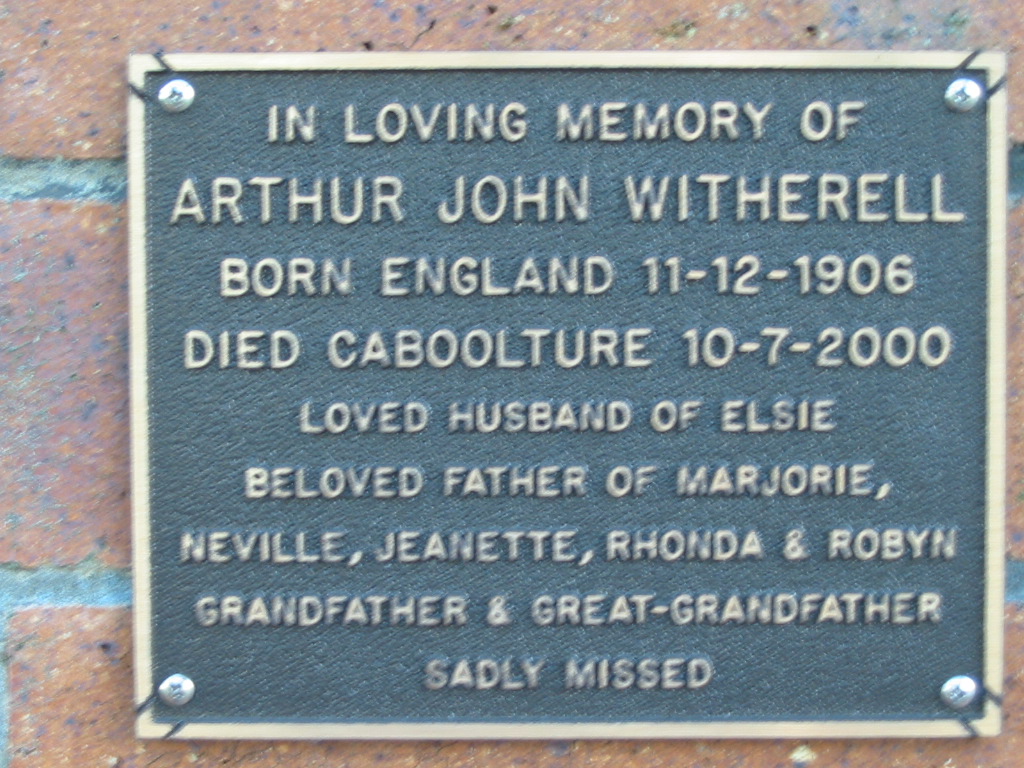 IN LOVING MEMORY OF
ARTHUR JOHN WITHERELL
BORN ENGLAND 11-12-1906
DIED CABOOLTURE 10-7-2000
LOVED HUSBAND OF ELSIE
BELOVED FATHER OF MARJORIE,
NEVILLE, JEANETTE, RHONDA & ROBYN
GRANDFATHER & GREAT-GRANDFATHER
SADLY MISSED